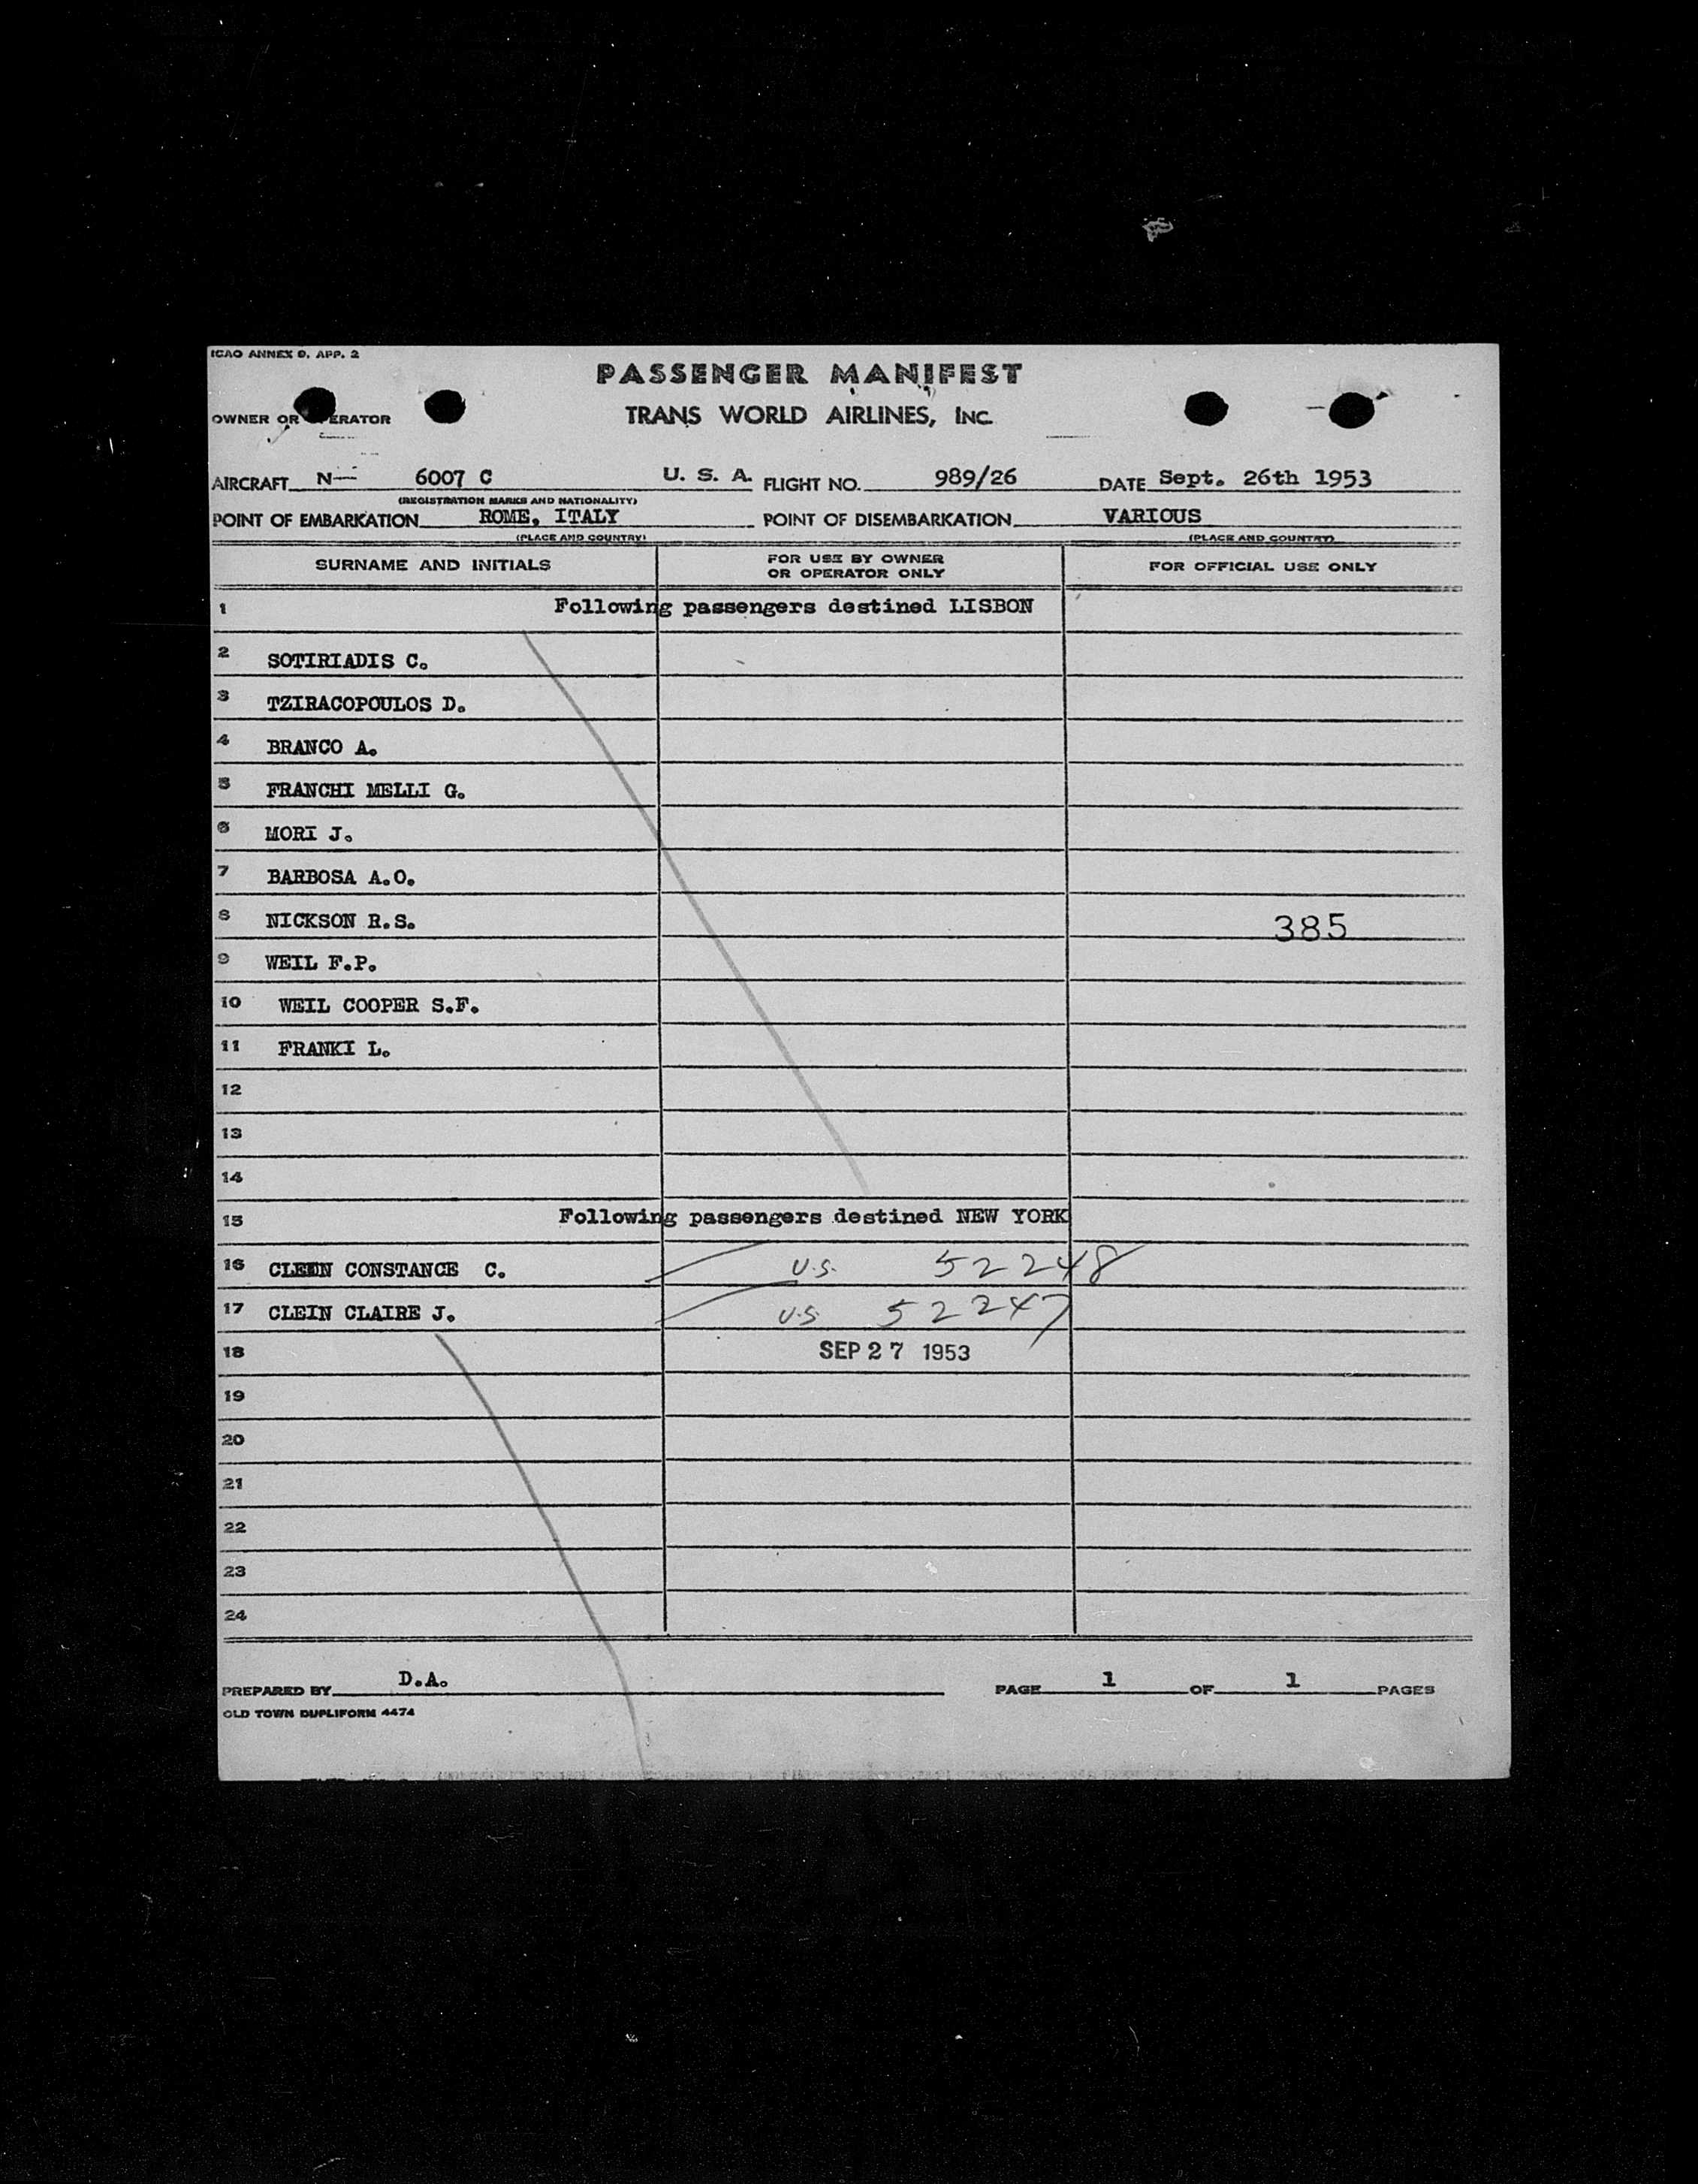 ICAO ANNEX 9, APP. 2
PASSENGER MANIFEST
OWNER OR OPERATOR
TRANS WORLD AIRLINES, INC.
AIRCRAFT N— 6007 C U. S. A. FLIGHT NO. 989/26 DATE Sept. 26th 1953
(REGISTRATION MARKS AND NATIONALITY)
POINT OF EMBARKATION ROME, ITALY POINT OF DISEMBARKATION VARIOUS
(PLACE AND COUNTRY) (PLACE AND COUNTRY)
SURNAME AND INITIALS FOR USE BY OWNER OR OPERATOR ONLY FOR OFFICIAL USE ONLY
1 Following passengers destined LISBON
2 SOTIRIADIS C.
3 TZIRACOPOULOS D.
4 BRANCO A.
5 FRANCHI MELLI G.
6 MORI J.
7 BARBOSA A.O.
8 NICKSON R.S. 385
9 WEIL F.P.
10 WEIL COOPER S.F.
11 FRANKI L.
12
13
14
15 Following passengers destined NEW YORK
16 CONSTANCE C. U.S. 52248
17 CLEIN CLAIRE J. U.S. 52247
18 SEP 27 1953
19
20
21
22
23
24
PREPARED BY D.A. PAGE 1 OF 1 PAGES
OLD TOWN DUPLIFORM 4474